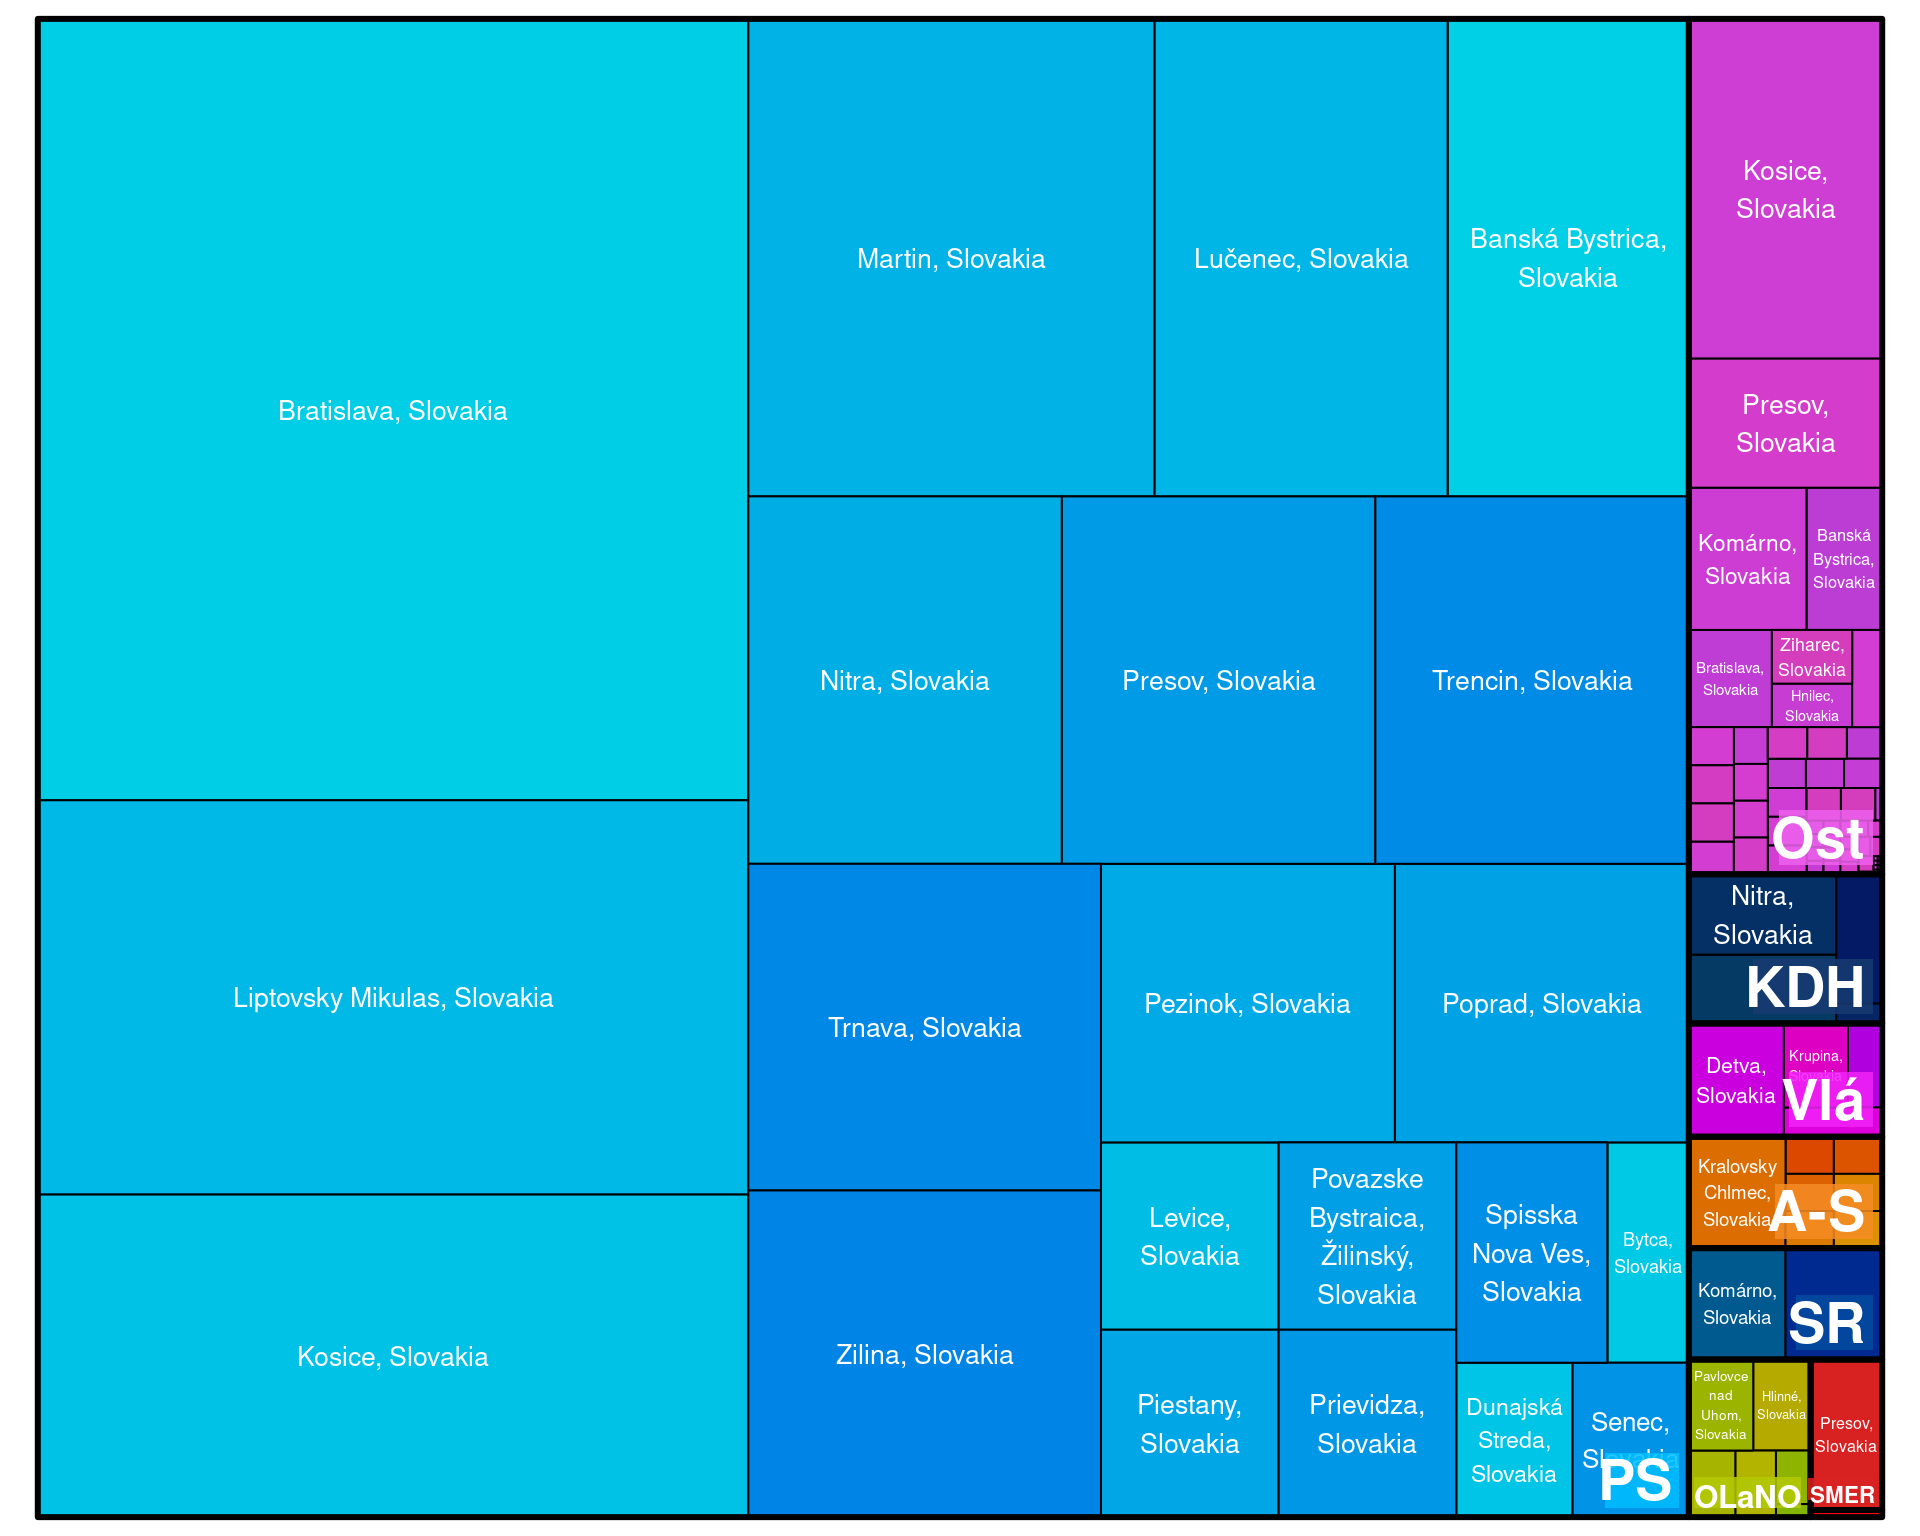 Bratislava, Slovakia
Liptovsky Mikulas, Slovakia
Kosice, Slovakia
Martin, Slovakia
Lučenec, Slovakia
Banská Bystrica,
Slovakia
Nitra, Slovakia
Presov, Slovakia
Trencin, Slovakia
Trnava, Slovakia
Zilina, Slovakia
Pezinok, Slovakia
Poprad, Slovakia
Levice,
Slovakia
Povazske
Bystraica,
Žilinský,
Slovakia
Spisska
Nova Ves,
Slovakia
Bytca,
Slovakia
Piestany,
Slovakia
Prievidza,
Slovakia
Dunajská
Streda,
Slovakia
Senec,
Slovakia
PS
Kosice,
Slovakia
Presov,
Slovakia
Komárno,
Slovakia
Banská
Bystrica,
Slovakia
Bratislava,
Slovakia
Ziharec,
Slovakia
Hnilec,
Slovakia
Ost
Nitra,
Slovakia
KDH
Detva,
Slovakia
Krupina,
Slovakia
Vlá
Kralovsky
Chlmec,
Slovakia
A-S
Komárno,
Slovakia
SR
Pavlovce
nad
Uhom,
Slovakia
Hlinné,
Slovakia
OLaNO
Presov,
Slovakia
SMER